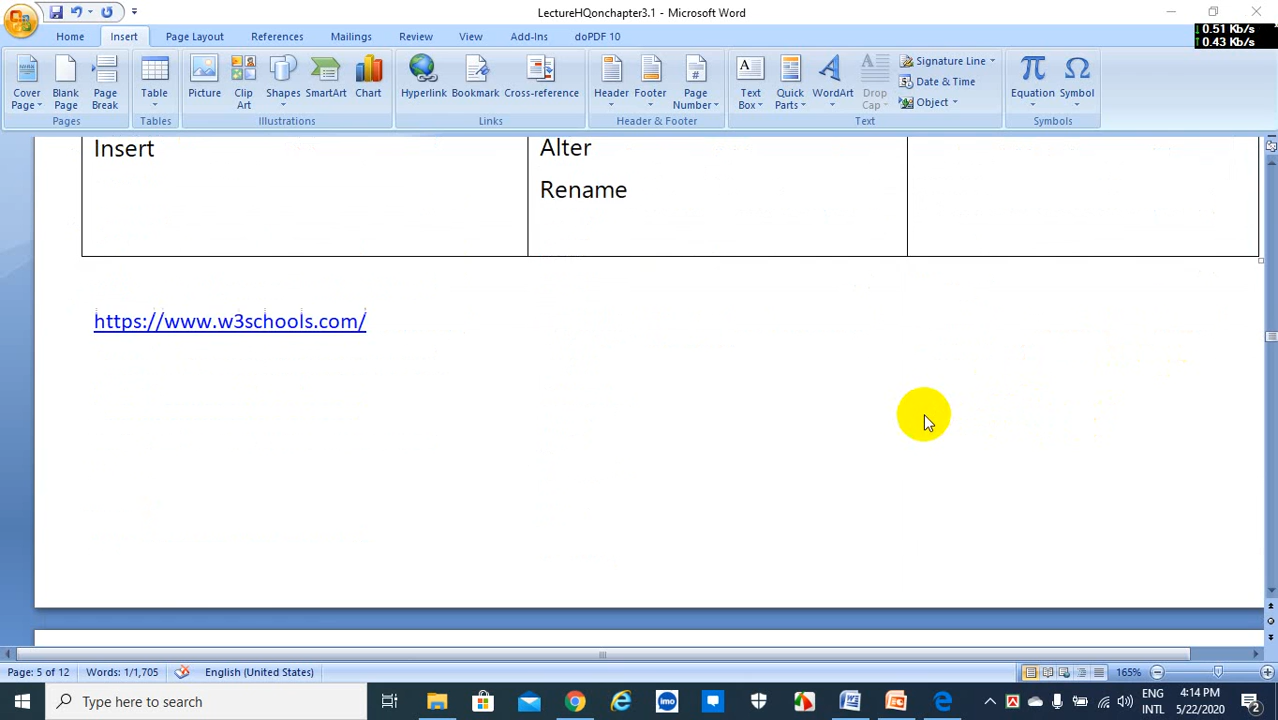 LectureHQonchapter3.1 - Microsoft Word
0.51 Kb/s
0.43 Kb/s
Home Insert Page Layout References Mailings Review View Add-Ins doPDF 10
Cover Page Blank Page Page Break Table Picture Clip Art Shapes SmartArt Chart Hyperlink Bookmark Cross-reference Header Footer Page Number Text Box Quick Parts WordArt Drop Cap Signature Line Date & Time Object Equation Symbol
Pages Tables Illustrations Links Header & Footer Text Symbols
Insert Alter
Rename
https://www.w3schools.com/
Page: 5 of 12 Words: 1/1,705 English (United States) 165%
Type here to search imo ENG 4:14 PM
INTL 5/22/2020 2